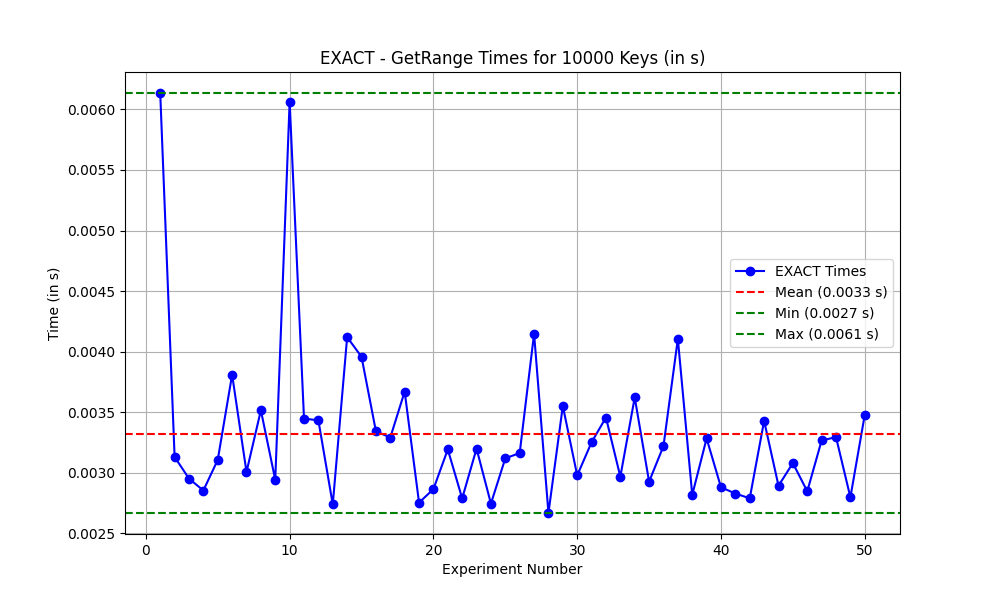 EXACT - GetRange Times for 10000 Keys (in s)
0.0060
0.0055
0.0050
0.0045
0.0040
0.0035
0.0030
0.0025
Time (in s)
EXACT Times
Mean (0.0033 s)
Min (0.0027 s)
Max (0.0061 s)
0 10 20 30 40 50
Experiment Number